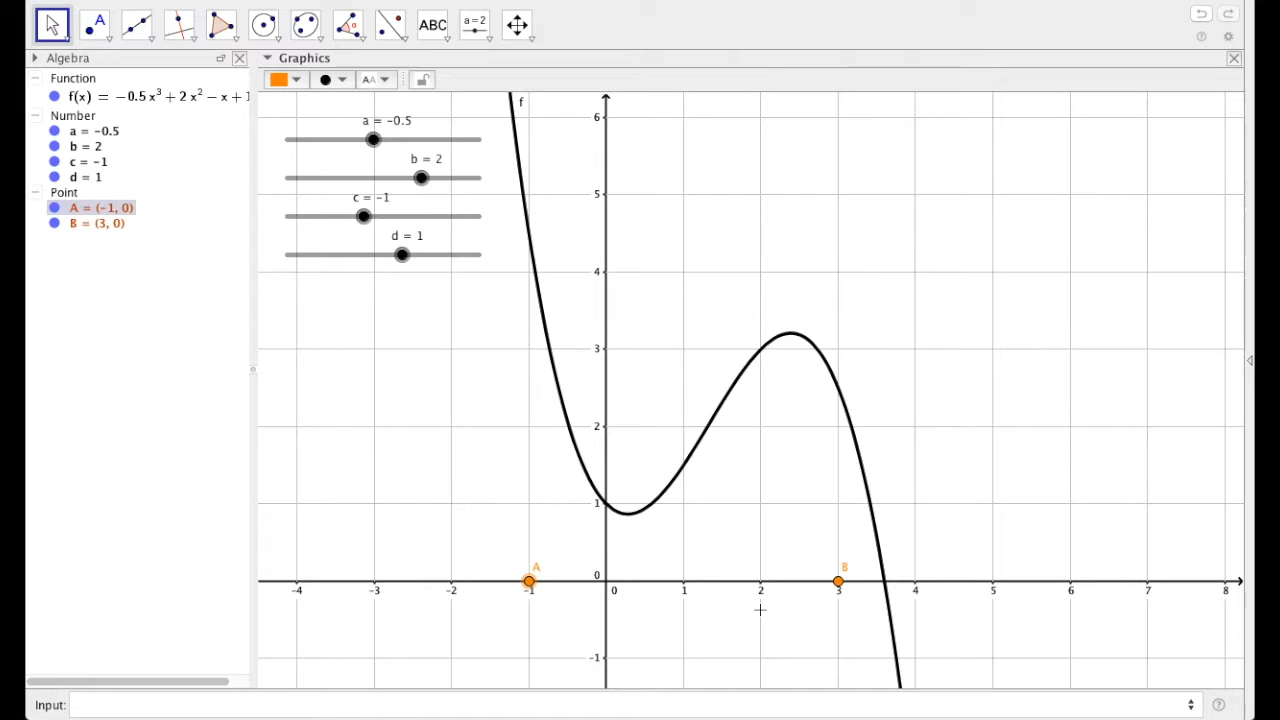 A
ABC
a=2
Algebra
Graphics
AA
Function
f(x) = −0.5 x³ + 2 x² − x + 1
Number
a = −0.5
b = 2
c = −1
d = 1
Point
A = (−1, 0)
B = (3, 0)
f
a = −0.5
b = 2
c = −1
d = 1
6
5
4
3
2
1
0
-1
A
B
-4 -3 -2 -1 0 1 2 3 4 5 6 7 8
Input: